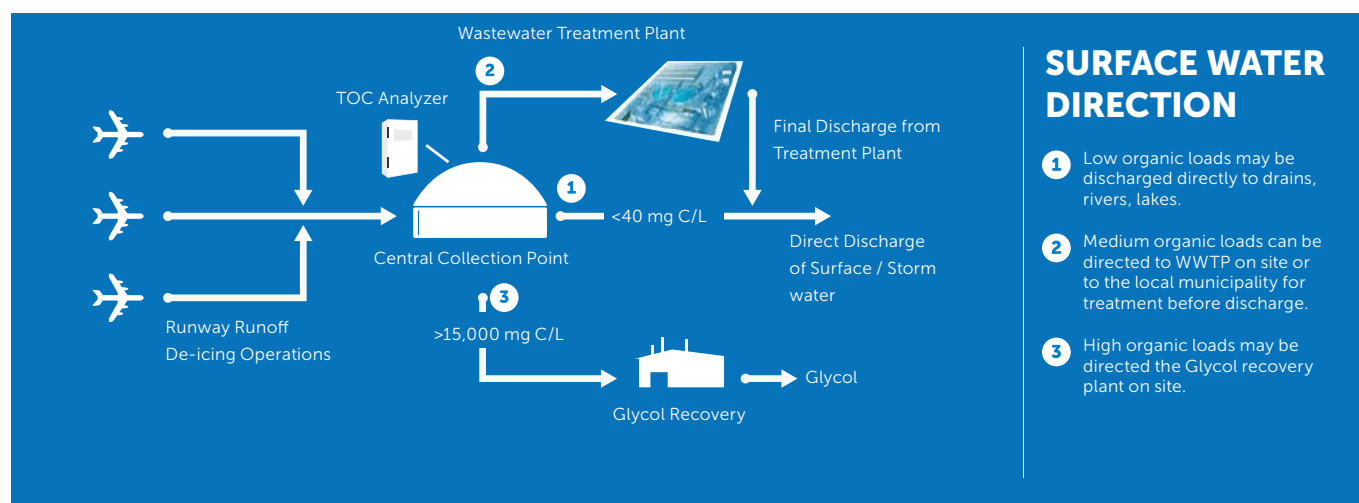 Wastewater Treatment Plant
2
TOC Analyzer
Final Discharge from
Treatment Plant
1
<40 mg C/L
Direct Discharge
of Surface / Storm
water
Central Collection Point
3
>15,000 mg C/L
Runway Runoff
De-icing Operations
Glycol
Glycol Recovery
SURFACE WATER
DIRECTION
1 Low organic loads may be
discharged directly to drains,
rivers, lakes.
2 Medium organic loads can be
directed to WWTP on site or
to the local municipality for
treatment before discharge.
3 High organic loads may be
directed the Glycol recovery
plant on site.